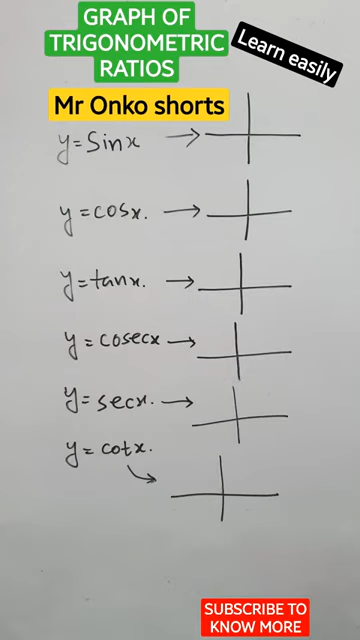 GRAPH OF
TRIGONOMETRIC
RATIOS
Learn easily
Mr Onko shorts
y=Sinx
y=cosx.
y=tanx.
y=cosecx
y=secx.
y=cotx.
SUBSCRIBE TO
KNOW MORE